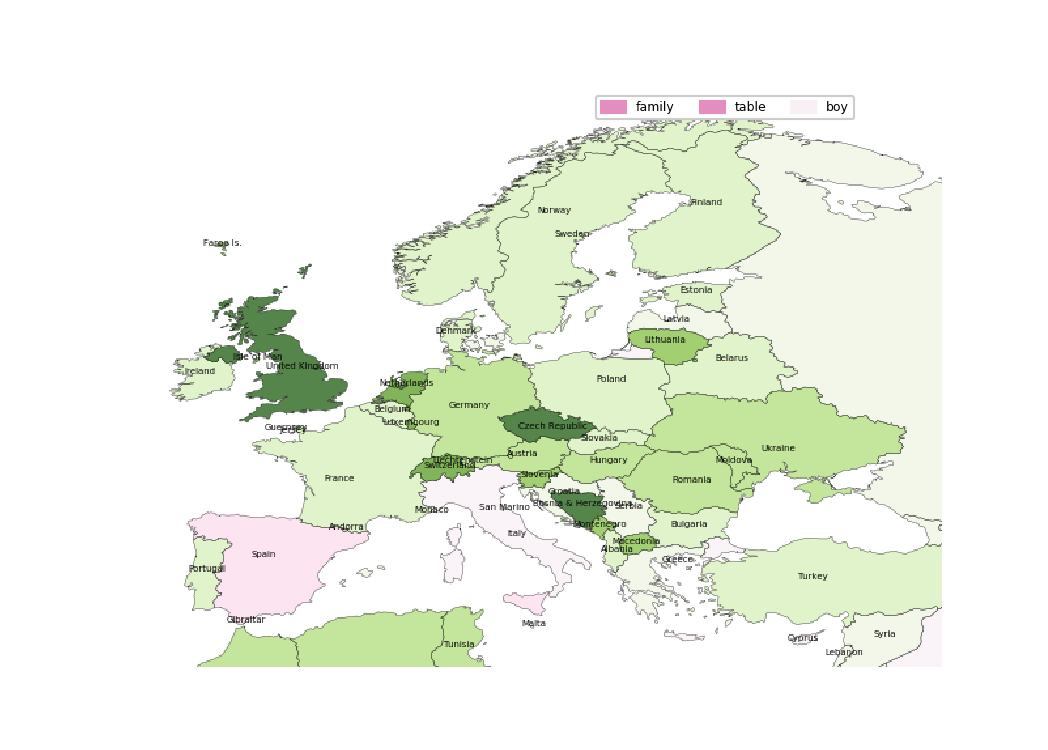 family table boy
Norway
Finland
Sweden
Faroe Is.
Estonia
Latvia
Denmark
Lithuania
Isle of Man
Belarus
United Kingdom
Ireland
Poland
Netherlands
Germany
Belgium
Luxembourg
Czech Republic
Guernsey
Jersey
Slovakia
Ukraine
Austria
Liechtenstein
Hungary
Moldova
Switzerland
Slovenia
France
Romania
Croatia
Bosnia & Herzegovina
San Marino
Serbia
Monaco
Montenegro
Bulgaria
Andorra
Italy
Macedonia
Albania
Spain
Greece
Portugal
Turkey
Gibraltar
Malta
Syria
Cyprus
Tunisia
Lebanon